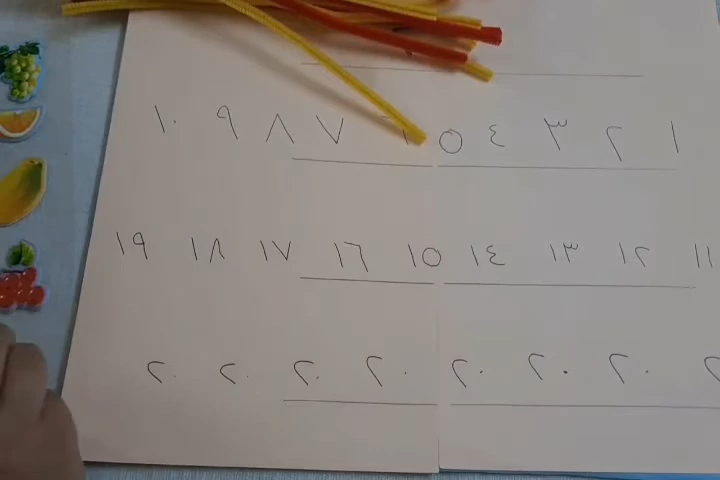 ١ ٢ ٣ ٤ ٥ ٦ ٧ ٨ ٩ ١٠
١١ ١٢ ١٣ ١٤ ١٥ ١٦ ١٧ ١٨ ١٩
٢٠ ٢٠ ٢٠ ٢٠ ٢٠ ٢٠ ٢٠